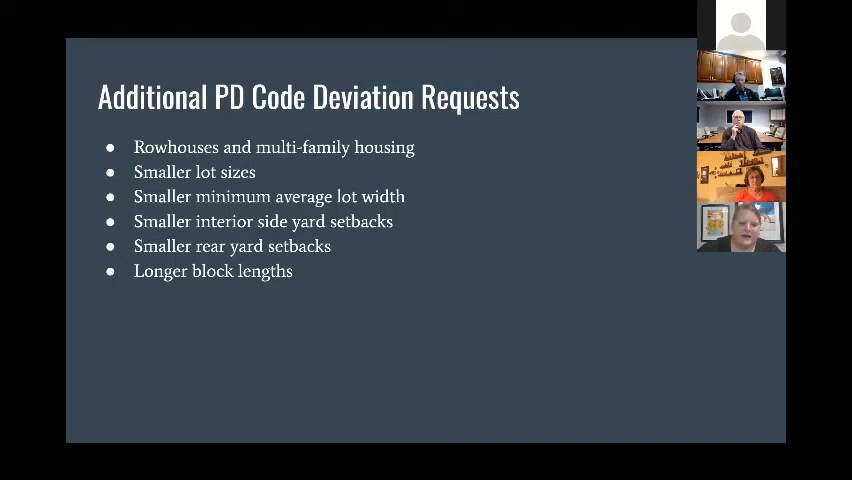 Additional PD Code Deviation Requests
● Rowhouses and multi-family housing
● Smaller lot sizes
● Smaller minimum average lot width
● Smaller interior side yard setbacks
● Smaller rear yard setbacks
● Longer block lengths